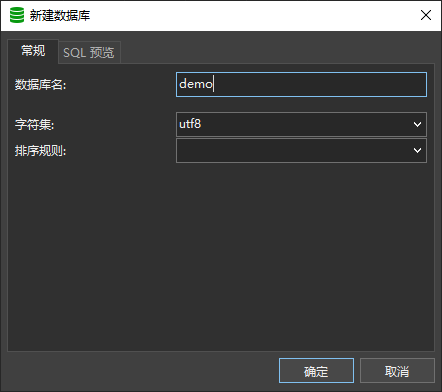 新建数据库
常规 SQL 预览
数据库名: demo
字符集: utf8
排序规则:
确定 取消